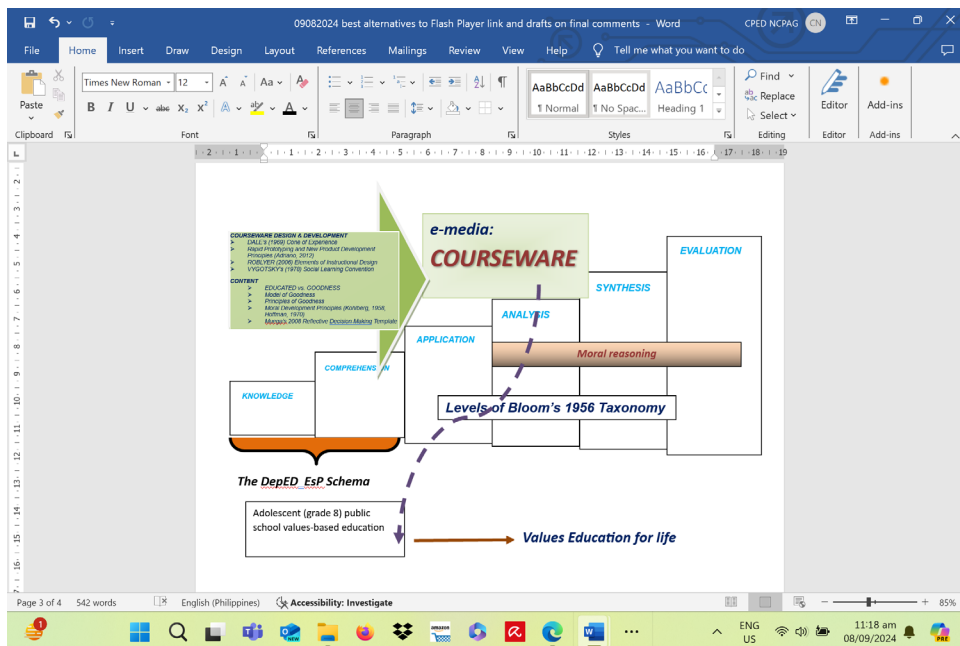 09082024 best alternatives to Flash Player link and drafts on final comments - Word
CPED NCPAG
CN
File Home Insert Draw Design Layout References Mailings Review View Help Tell me what you want to do
Paste
Clipboard
Times New Roman 12
Font
Paragraph
AaBbCcDd AaBbCcDd AaBbCc
¶ Normal ¶ No Spac... Heading 1
Styles
Find
Replace
Select
Editing
Editor
Editor
Add-ins
Add-ins
COURSEWARE DESIGN & DEVELOPMENT
DALL's (1969) Cone of Experience
Rapid Prototyping and New Product Development
Principles (Adriano, 2012)
ROBLYER (2006) Elements of Instructional Design
VYGOTSKY's (1978) Social Learning Convention
CONTENT
EDUCATED vs. GOODNESS
Model of Goodness
Principles of Goodness
Moral Development Principles (Kohlberg, 1958;
Hoffman, 1970)
2008 Reflective Decision Making Template
e-media:
COURSEWARE
EVALUATION
SYNTHESIS
ANALYSIS
APPLICATION
Moral reasoning
COMPREHENSION
KNOWLEDGE
Levels of Bloom's 1956 Taxonomy
The DepED_EsP Schema
Adolescent (grade 8) public
school values-based education
Values Education for life
Page 3 of 4 542 words English (Philippines) Accessibility: Investigate 85%
ENG
US
11:18 am
08/09/2024